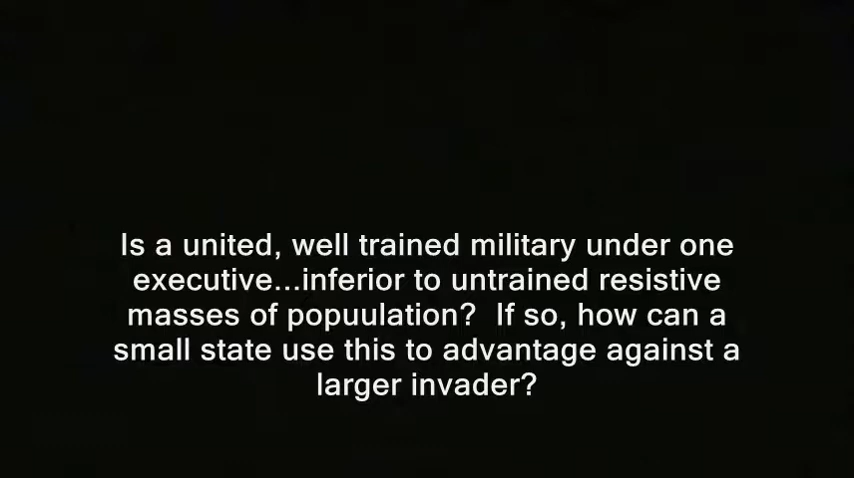 Is a united, well trained military under one
executive...inferior to untrained resistive
masses of popuulation?  If so, how can a
small state use this to advantage against a
larger invader?